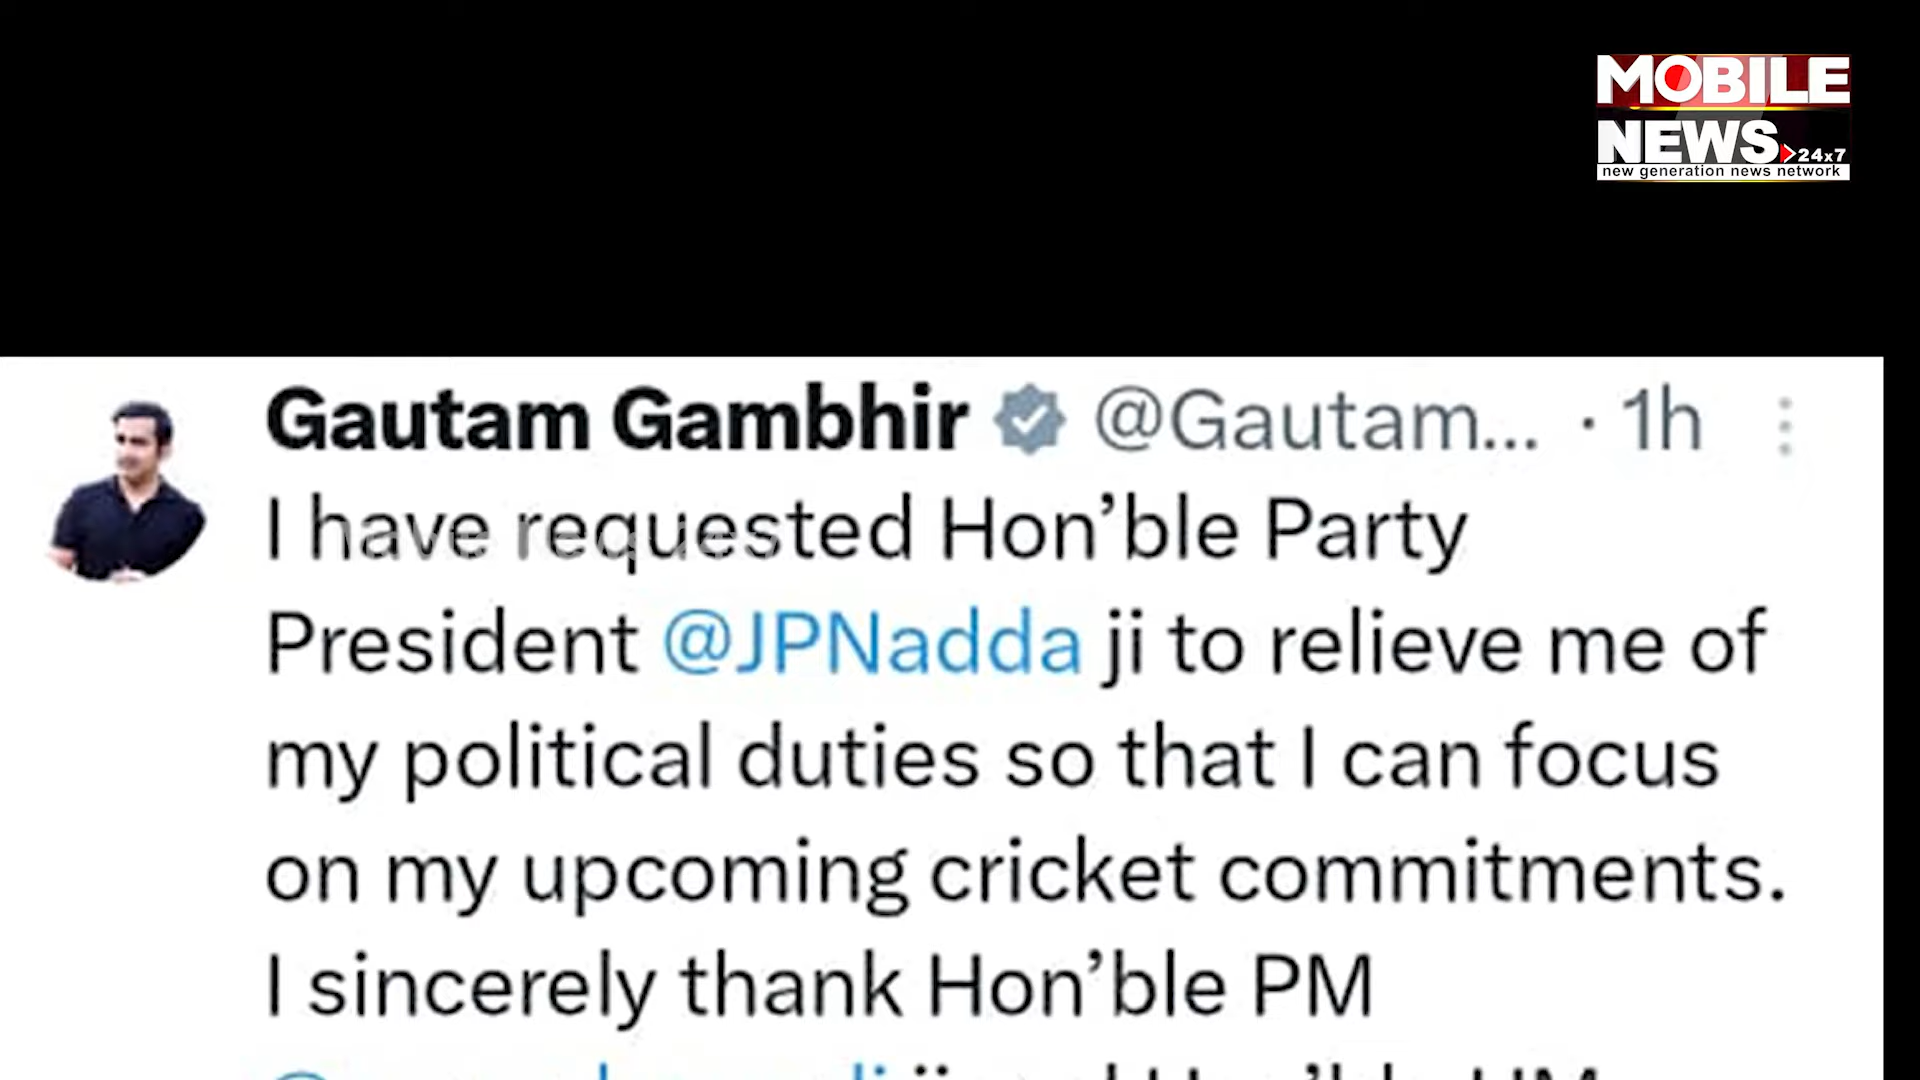 MOBILE
NEWS 24x7
new generation news network
Gautam Gambhir @Gautam... · 1h
I have requested Hon’ble Party
President @JPNadda ji to relieve me of
my political duties so that I can focus
on my upcoming cricket commitments.
I sincerely thank Hon’ble PM